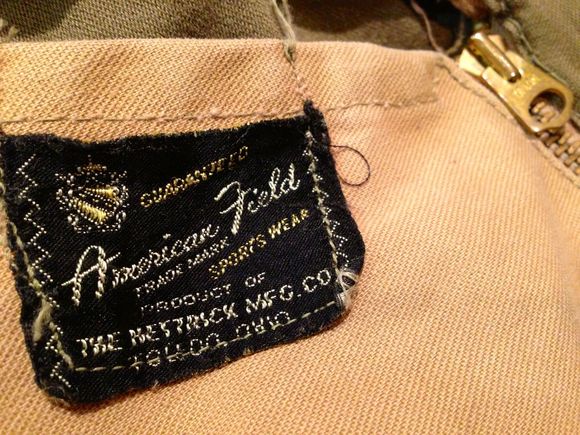 GUARANTEED
American Field
TRADE MARK
SPORTS WEAR
PRODUCT OF
THE HETTRICK MFG.CO.
TOLEDO, OHIO